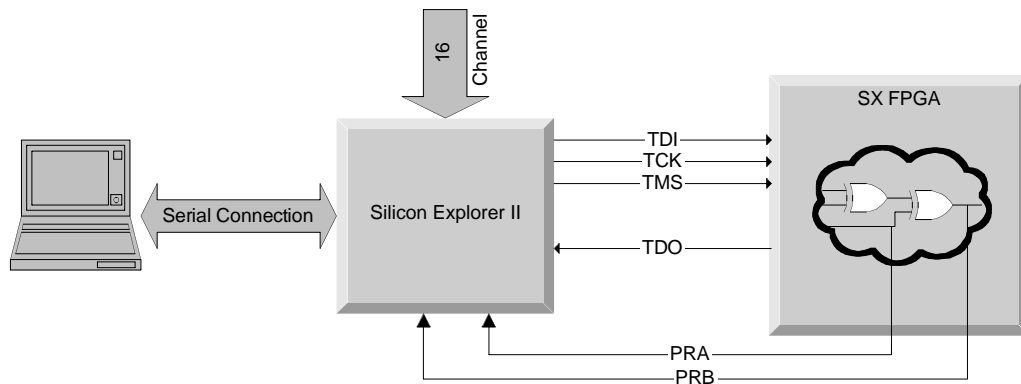 16
Channel
SX FPGA
TDI
TCK
TMS
Serial Connection
Silicon Explorer II
TDO
PRA
PRB